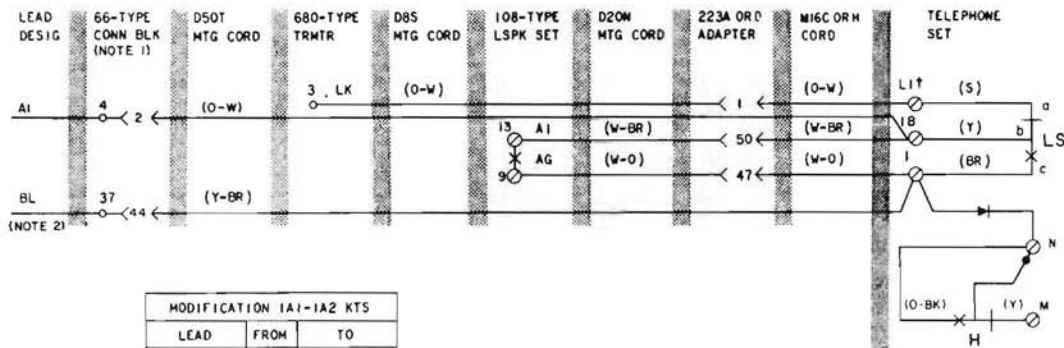 LEAD DESIG
66-TYPE CONN BLK (NOTE 1)
D50T MTG CORD
680-TYPE TRMTR
D8S MTG CORD
108-TYPE LSPK SET
D20N MTG CORD
223A ORD ADAPTER
M16C OR H CORD
TELEPHONE SET
3 . LK (O-W) 1 (O-W) L1† (S) a
A1 4 2 (O-W) 18
13 A1 (W-BR) 50 (W-BR) (Y) b LS
9 AG (W-O) 47 (W-O) 1 (BR) c
BL 37 44 (Y-BR)
(NOTE 2)
N
(O-BK) (Y) M
H
MODIFICATION 1A1-1A2 KTS
LEAD FROM TO